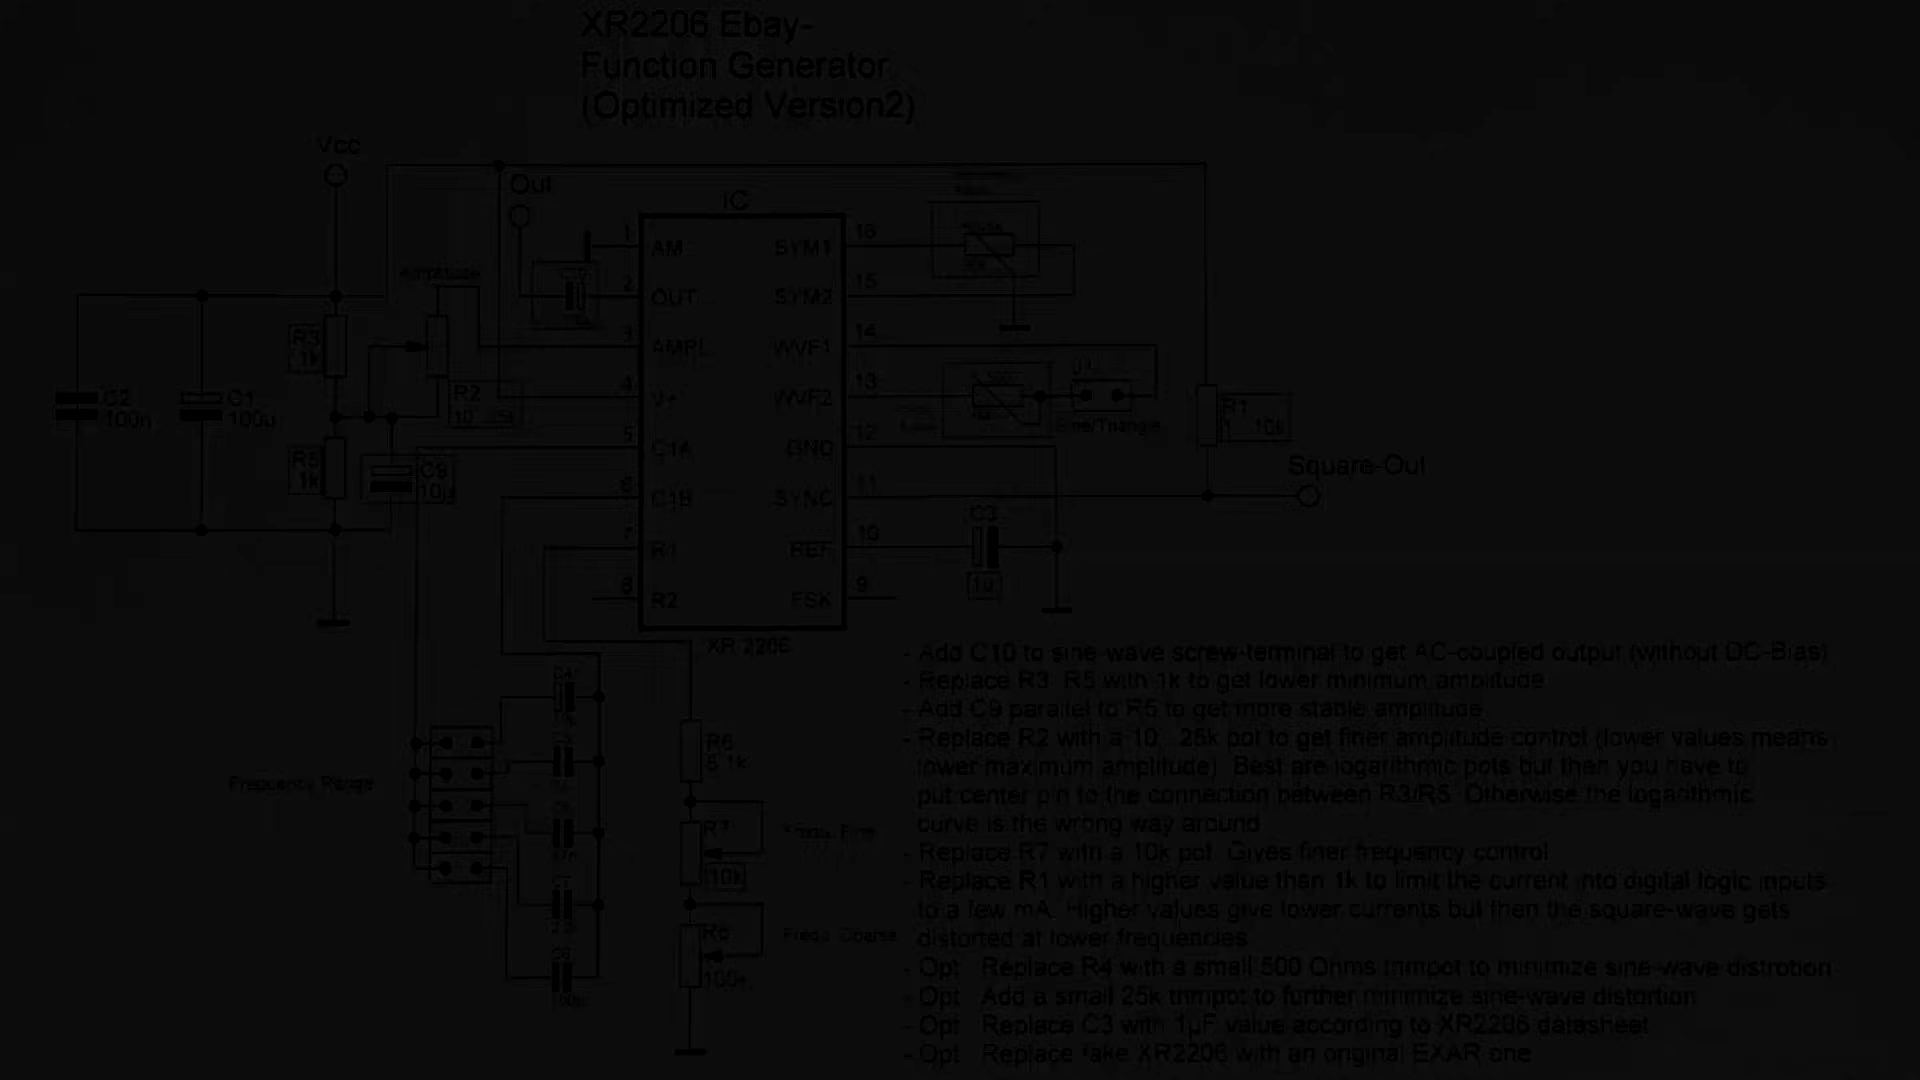 XR2206 Ebay-
Function Generator
(Optimized Version2)
Vcc
Out
IC
1 AM
2 OUT
3 AMPL
4 V+
5 C1A
6 C1B
7 R1
8 R2
SYM1 16
SYM2 15
WVF1 14
WVF2 13
GND 12
SYNC 11
REF 10
FSK 9
XR 2206
Amplitude
R3
1k
C2
100n
C1
100u
R2
R5
1k
C9
10µ
Sine/Triangle
R1
Square-Out
C3
1u
Frequency Range
R6
5.1k
R7
10k
Frequ. Fine
Frequ. Coarse
- Add C10 to sine-wave screw-terminal to get AC-coupled output (without DC-Bias)
- Replace R3, R5 with 1k to get lower minimum amplitude
- Add C9 parallel to R5 to get more stable amplitude
- Replace R2 with a 10...25k pot to get finer amplitude control (lower values means
lower maximum amplitude). Best are logarithmic pots but then you have to
put center pin to the connection between R3/R5. Otherwise the logarithmic
curve is the wrong way around
- Replace R7 with a 10k pot. Gives finer frequency control
- Replace R1 with a higher value than 1k to limit the current into digital logic inputs
to a few mA. Higher values give lower currents but then the square-wave gets
distorted at lower frequencies
- Opt.: Replace R4 with a small 500 Ohms trimpot to minimize sine-wave distrotion
- Opt.: Add a small 25k trimpot to further minimize sine-wave distortion
- Opt.: Replace C3 with 1µF value according to XR2206 datasheet
- Opt.: Replace fake XR2206 with an original EXAR one